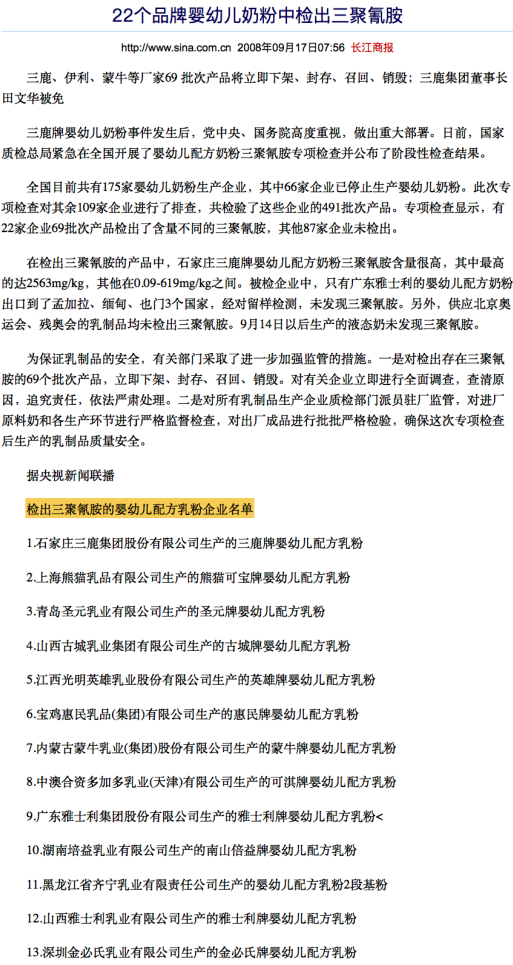 22个品牌婴幼儿奶粉中检出三聚氰胺
http://www.sina.com.cn 2008年09月17日07:56 长江商报
三鹿、伊利、蒙牛等厂家69 批次产品将立即下架、封存、召回、销毁；三鹿集团董事长
田文华被免
三鹿牌婴幼儿奶粉事件发生后，党中央、国务院高度重视，做出重大部署。日前，国家
质检总局紧急在全国开展了婴幼儿配方奶粉三聚氰胺专项检查并公布了阶段性检查结果。
全国目前共有175家婴幼儿奶粉生产企业，其中66家企业已停止生产婴幼儿奶粉。此次专
项检查对其余109家企业进行了排查，共检验了这些企业的491批次产品。专项检查显示，有
22家企业69批次产品检出了含量不同的三聚氰胺，其他87家企业未检出。
在检出三聚氰胺的产品中，石家庄三鹿牌婴幼儿配方奶粉三聚氰胺含量很高，其中最高
的达2563mg/kg，其他在0.09-619mg/kg之间。被检企业中，只有广东雅士利的婴幼儿配方奶粉
出口到了孟加拉、缅甸、也门3个国家，经对留样检测，未发现三聚氰胺。另外，供应北京奥
运会、残奥会的乳制品均未检出三聚氰胺。9月14日以后生产的液态奶未发现三聚氰胺。
为保证乳制品的安全，有关部门采取了进一步加强监管的措施。一是对检出存在三聚氰
胺的69个批次产品，立即下架、封存、召回、销毁。对有关企业立即进行全面调查，查清原
因，追究责任，依法严肃处理。二是对所有乳制品生产企业质检部门派员驻厂监管，对进厂
原料奶和各生产环节进行严格监督检查，对出厂成品进行批批严格检验，确保这次专项检查
后生产的乳制品质量安全。
据央视新闻联播
检出三聚氰胺的婴幼儿配方乳粉企业名单
1.石家庄三鹿集团股份有限公司生产的三鹿牌婴幼儿配方乳粉
2.上海熊猫乳品有限公司生产的熊猫可宝牌婴幼儿配方乳粉
3.青岛圣元乳业有限公司生产的圣元牌婴幼儿配方乳粉
4.山西古城乳业集团有限公司生产的古城牌婴幼儿配方乳粉
5.江西光明英雄乳业股份有限公司生产的英雄牌婴幼儿配方乳粉
6.宝鸡惠民乳品(集团)有限公司生产的惠民牌婴幼儿配方乳粉
7.内蒙古蒙牛乳业(集团)股份有限公司生产的蒙牛牌婴幼儿配方乳粉
8.中澳合资多加多乳业(天津)有限公司生产的可淇牌婴幼儿配方乳粉
9.广东雅士利集团股份有限公司生产的雅士利牌婴幼儿配方乳粉<
10.湖南培益乳业有限公司生产的南山倍益牌婴幼儿配方乳粉
11.黑龙江省齐宁乳业有限责任公司生产的婴幼儿配方乳粉2段基粉
12.山西雅士利乳业有限公司生产的雅士利牌婴幼儿配方乳粉
13.深圳金必氏乳业有限公司生产的金必氏牌婴幼儿配方乳粉